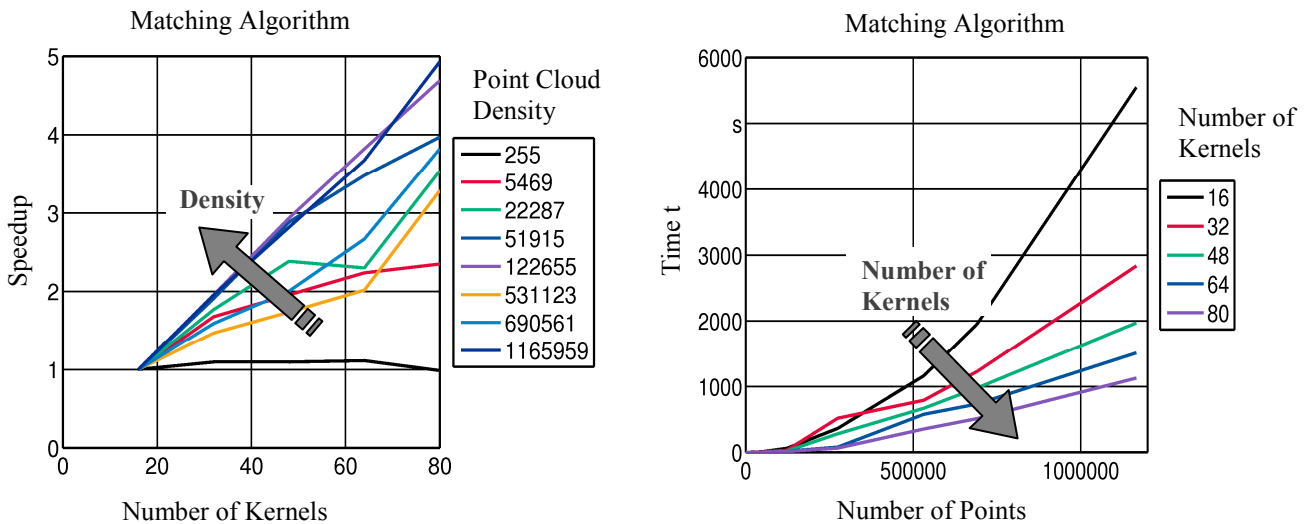 Matching Algorithm
5
4
3
2
1
0
Speedup
0 20 40 60 80
Number of Kernels
Density
Point Cloud
Density
255
5469
22287
51915
122655
531123
690561
1165959
Matching Algorithm
6000
s
4000
3000
2000
1000
0
Time t
0 500000 1000000
Number of Points
Number of
Kernels
Number of
Kernels
16
32
48
64
80